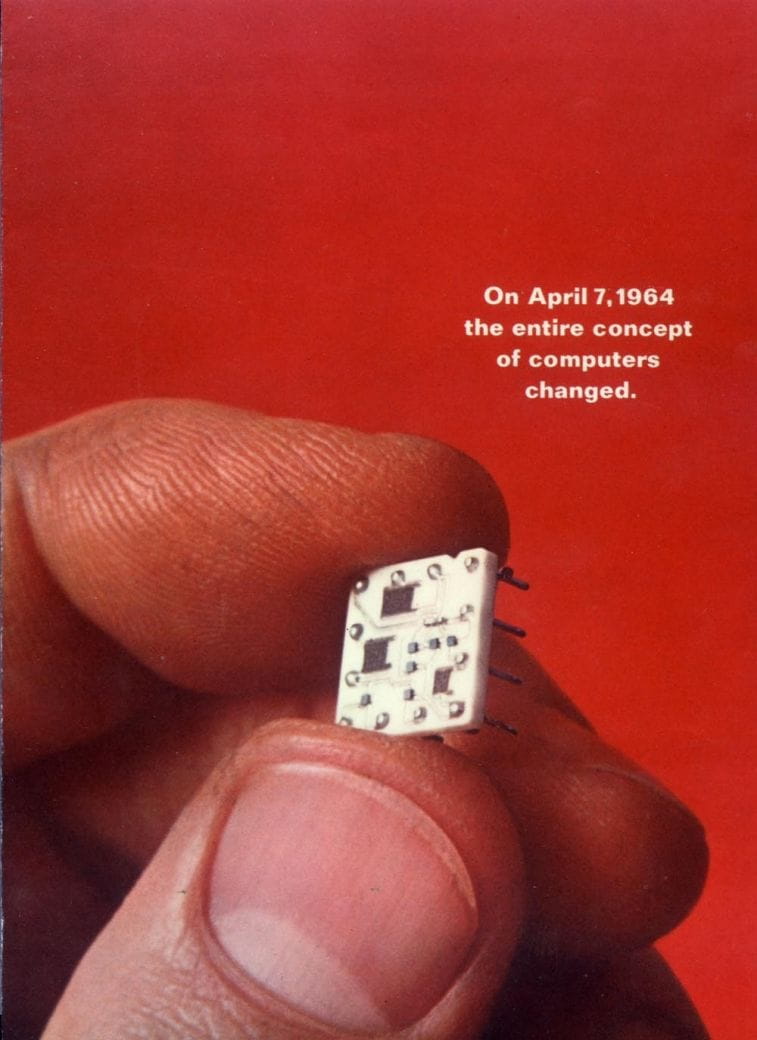 On April 7, 1964
the entire concept
of computers
changed.